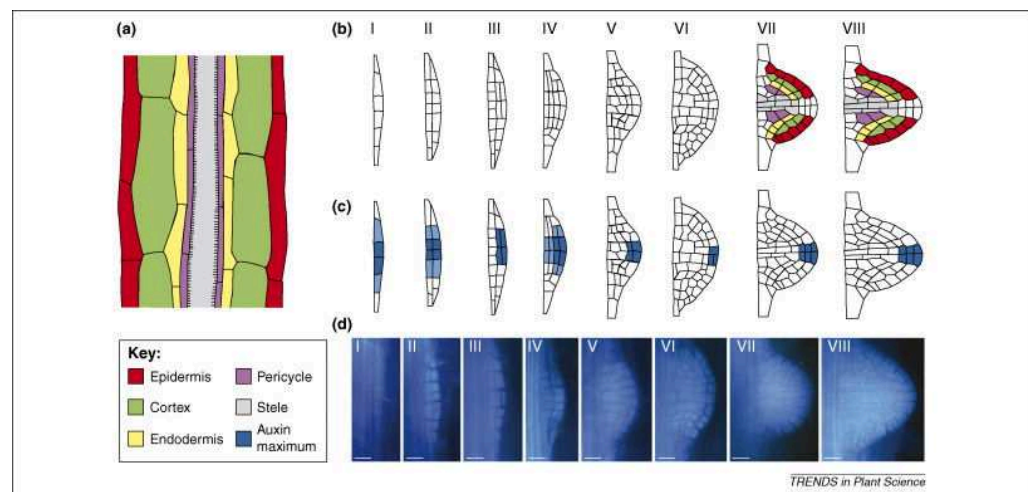 (a)
(b)
I II III IV V VI VII VIII
(c)
(d)
I II III IV V VI VII VIII
Key:
Epidermis Pericycle
Cortex Stele
Endodermis Auxin maximum
TRENDS in Plant Science